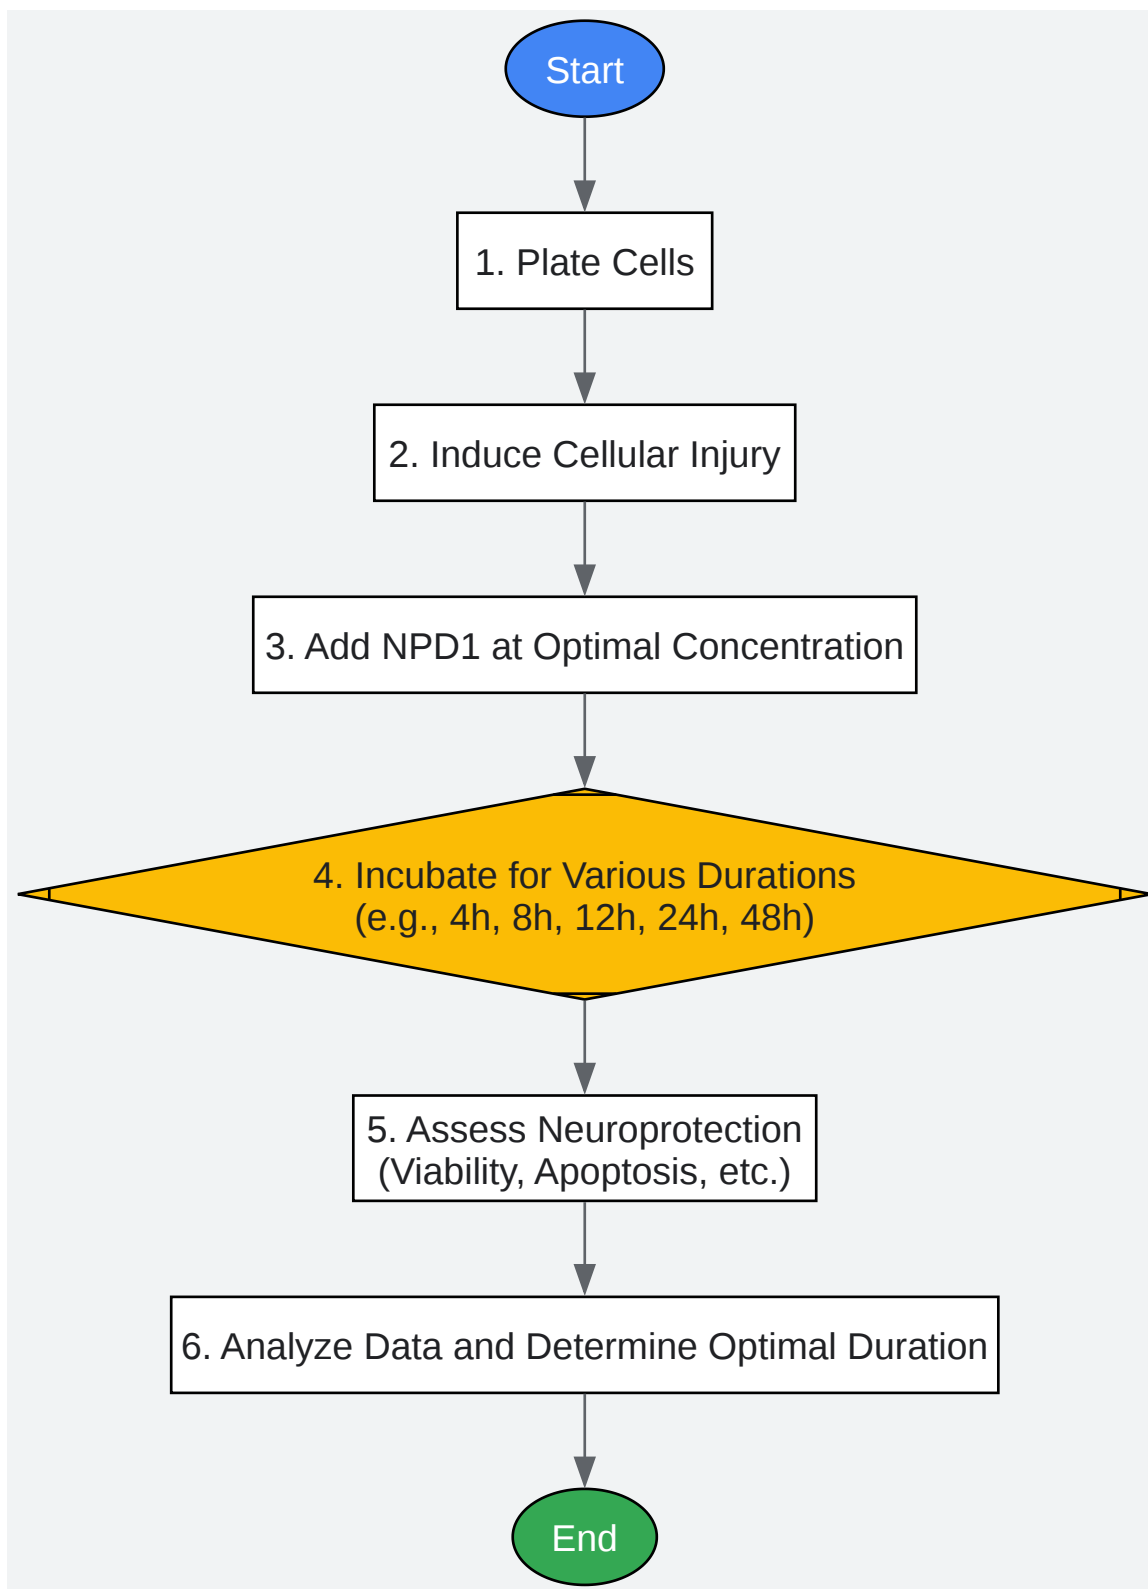 Start
1. Plate Cells
2. Induce Cellular Injury
3. Add NPD1 at Optimal Concentration
4. Incubate for Various Durations
(e.g., 4h, 8h, 12h, 24h, 48h)
5. Assess Neuroprotection
(Viability, Apoptosis, etc.)
6. Analyze Data and Determine Optimal Duration
End